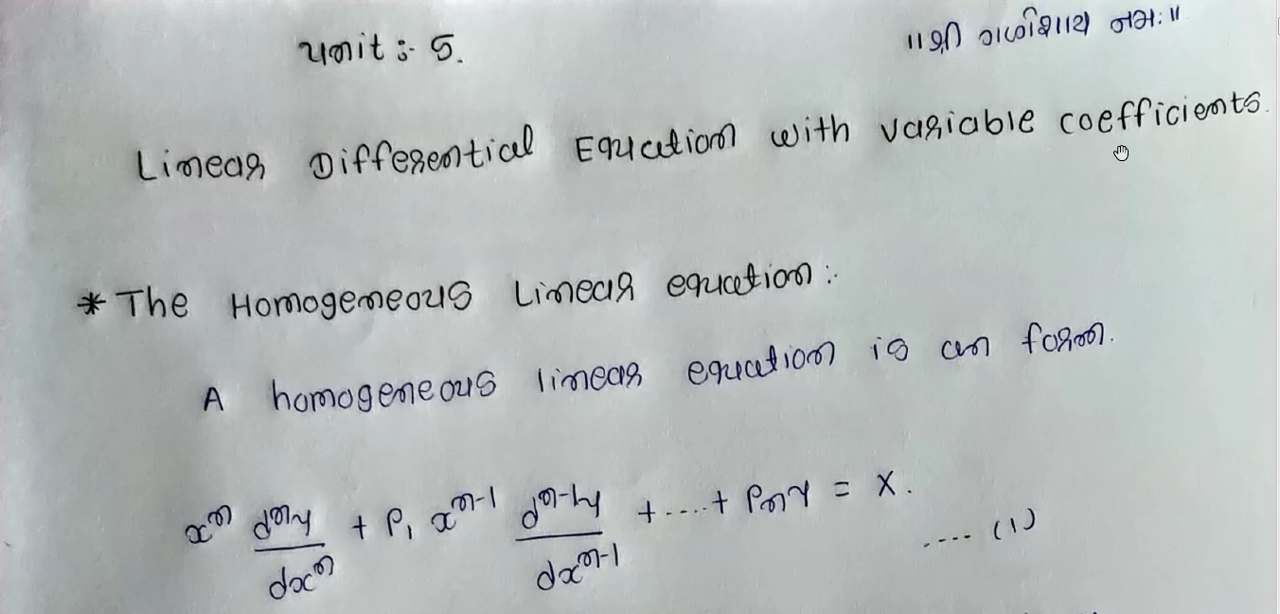 યુnit :- 5.
॥ શ્રી ગણેશાય નમઃ ॥
Linear Differential Equation with variable coefficients.
* The Homogeneous Linear equation :-
A homogeneous linear equation is an form.
xⁿ dⁿy/dxⁿ + P₁ xⁿ⁻¹ dⁿ⁻¹y/dxⁿ⁻¹ + ....+ Pₙy = X.
.... (1)